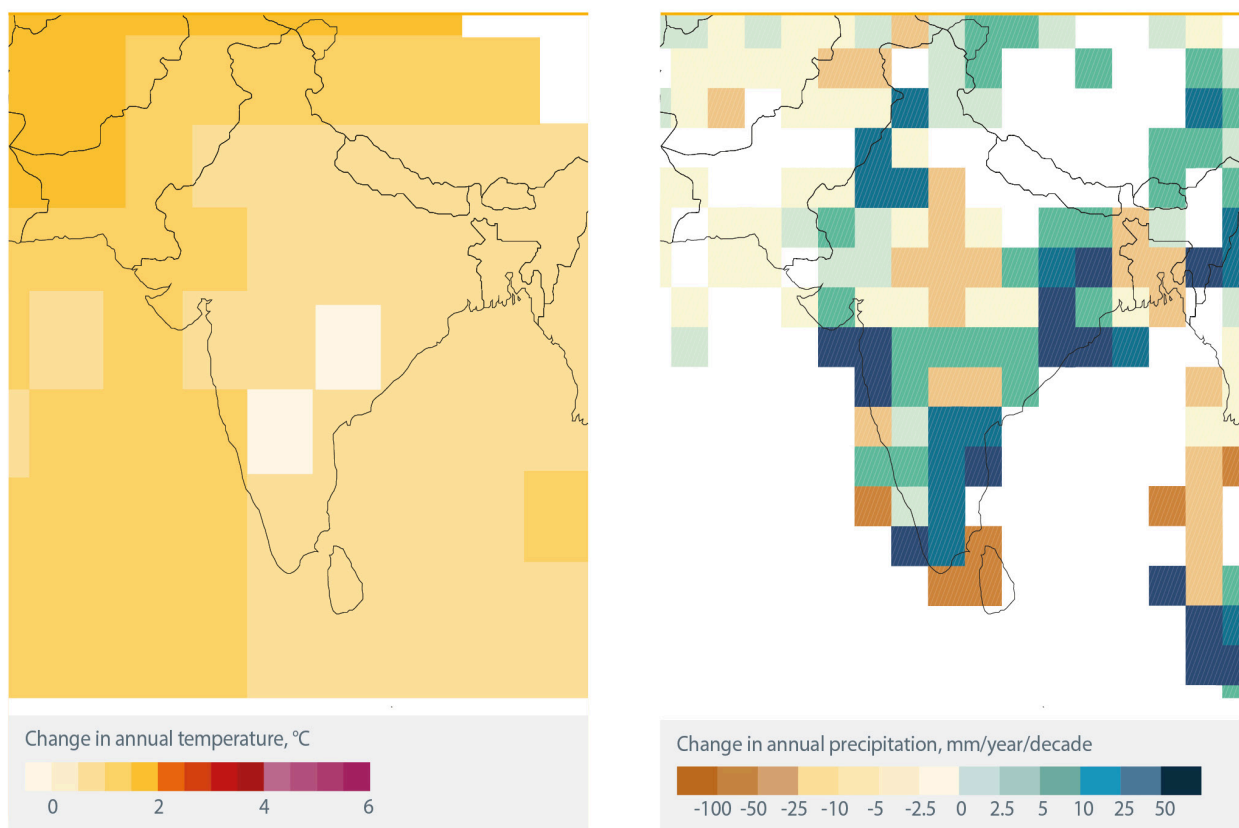 Change in annual temperature, °C
0 2 4 6
Change in annual precipitation, mm/year/decade
-100 -50 -25 -10 -5 -2.5 0 2.5 5 10 25 50